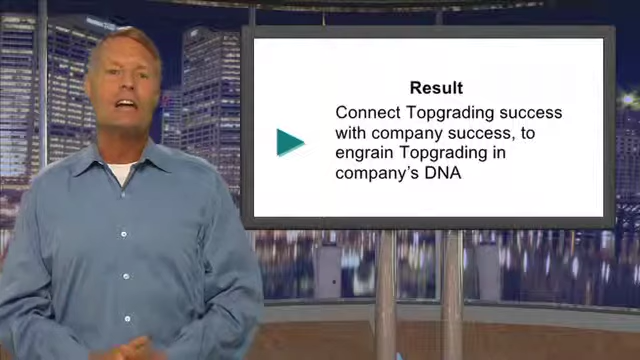 Result
Connect Topgrading success
with company success, to
engrain Topgrading in
company's DNA